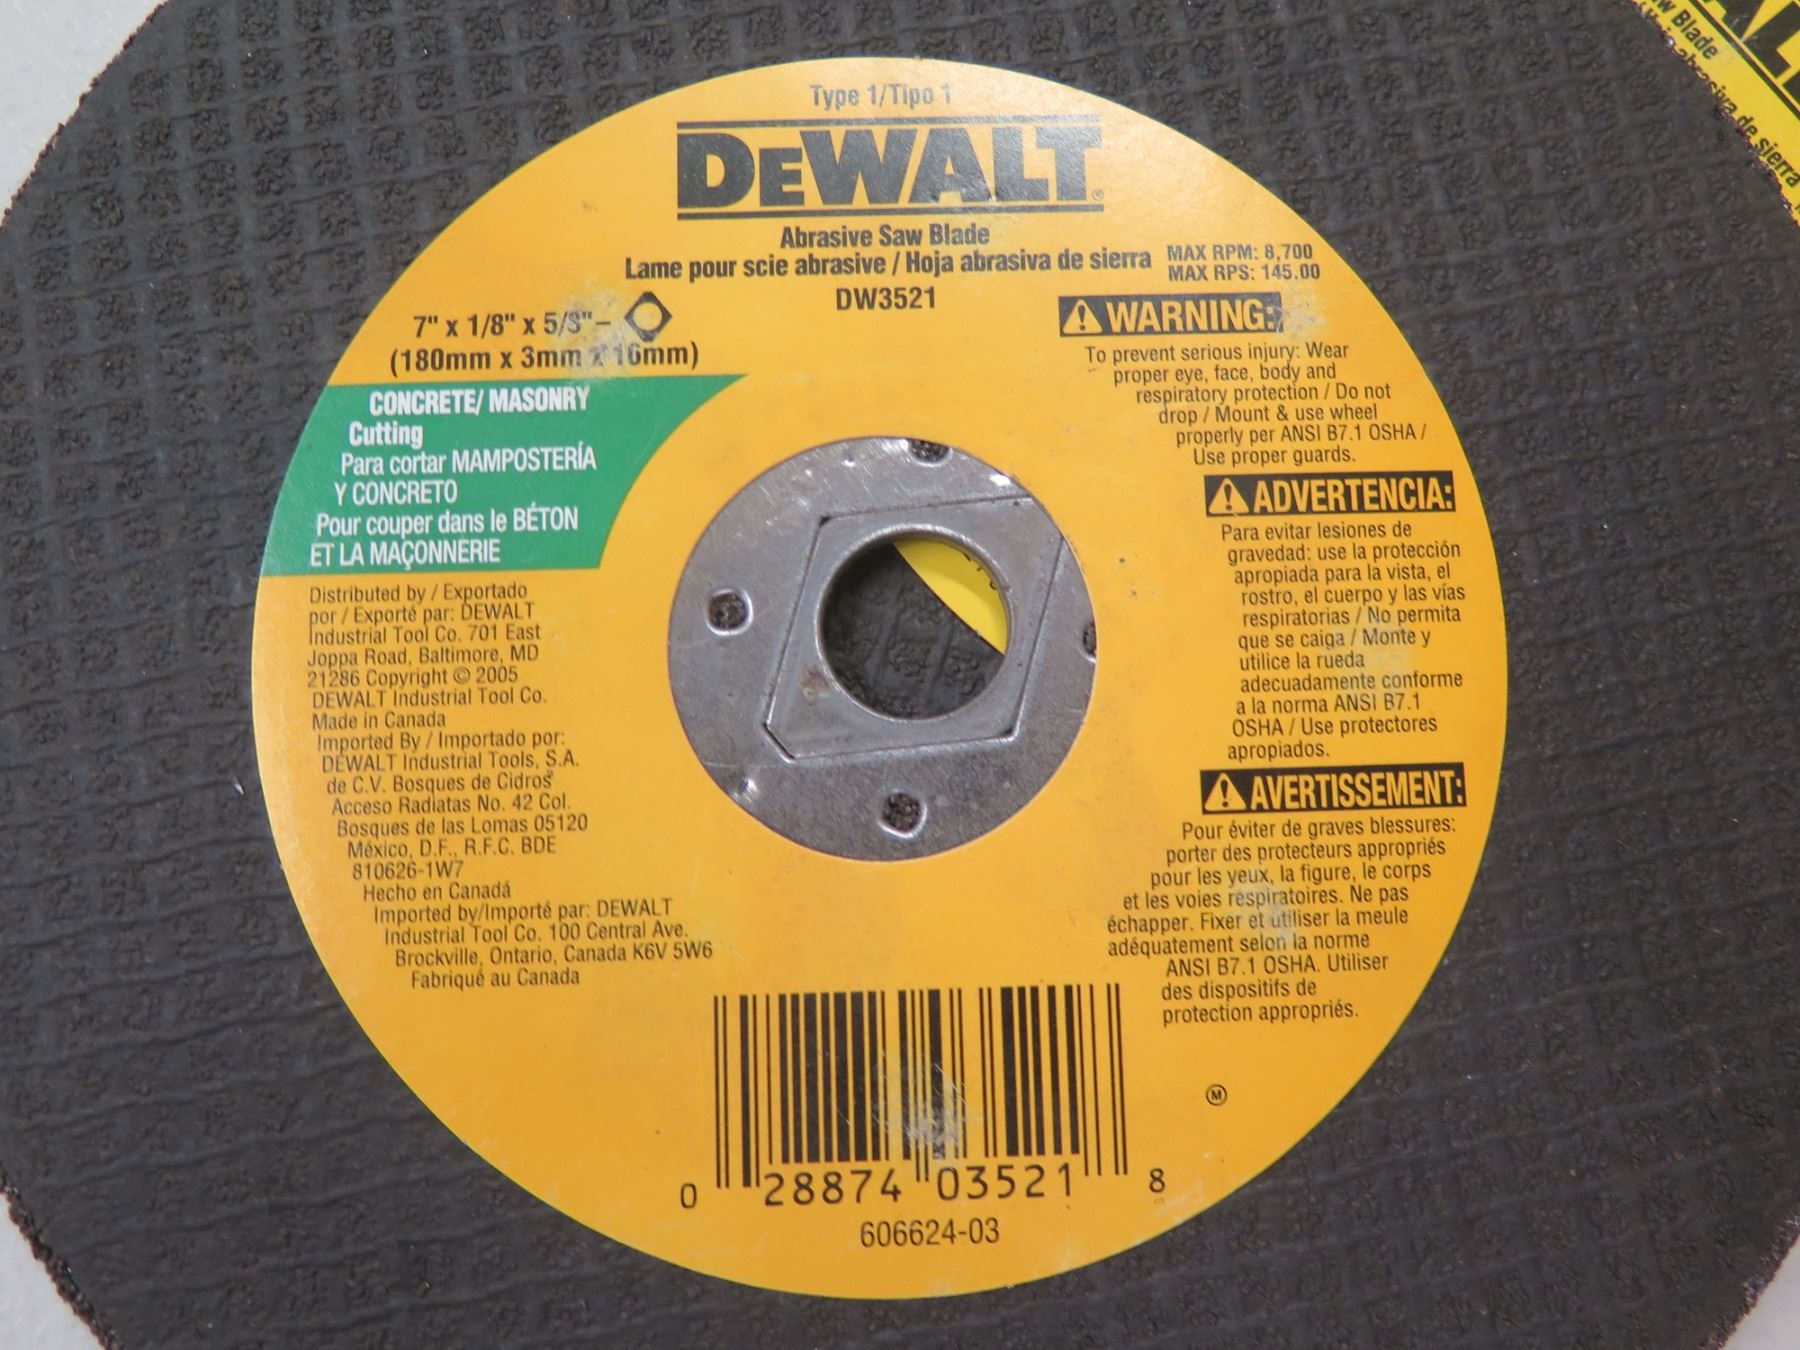 Type 1/Tipo 1
DEWALT®
Abrasive Saw Blade
Lame pour scie abrasive / Hoja abrasiva de sierra
DW3521
MAX RPM: 8,700
MAX RPS: 145.00
7" x 1/8" x 5/8" –
(180mm x 3mm x 16mm)
CONCRETE/ MASONRY
Cutting
Para cortar MAMPOSTERÍA
Y CONCRETO
Pour couper dans le BÉTON
ET LA MAÇONNERIE
Distributed by / Exportado
por / Exporté par: DEWALT
Industrial Tool Co. 701 East
Joppa Road, Baltimore, MD
21286 Copyright © 2005
DEWALT Industrial Tool Co.
Made in Canada
Imported By / Importado por:
DEWALT Industrial Tools, S.A.
de C.V. Bosques de Cidros
Acceso Radiatas No. 42 Col.
Bosques de las Lomas 05120
México, D.F., R.F.C. BDE
810626-1W7
Hecho en Canadá
Imported by/Importé par: DEWALT
Industrial Tool Co. 100 Central Ave.
Brockville, Ontario, Canada K6V 5W6
Fabriqué au Canada
WARNING:
To prevent serious injury: Wear
proper eye, face, body and
respiratory protection / Do not
drop / Mount & use wheel
properly per ANSI B7.1 OSHA /
Use proper guards.
ADVERTENCIA:
Para evitar lesiones de
gravedad: use la protección
apropiada para la vista, el
rostro, el cuerpo y las vías
respiratorias / No permita
que se caiga / Monte y
utilice la rueda
adecuadamente conforme
a la norma ANSI B7.1
OSHA / Use protectores
apropiados.
AVERTISSEMENT:
Pour éviter de graves blessures:
porter des protecteurs appropriés
pour les yeux, la figure, le corps
et les voies respiratoires. Ne pas
échapper. Fixer et utiliser la meule
adéquatement selon la norme
ANSI B7.1 OSHA. Utiliser
des dispositifs de
protection appropriés.
M
0 28874 03521 8
606624-03
Blade
de sierra